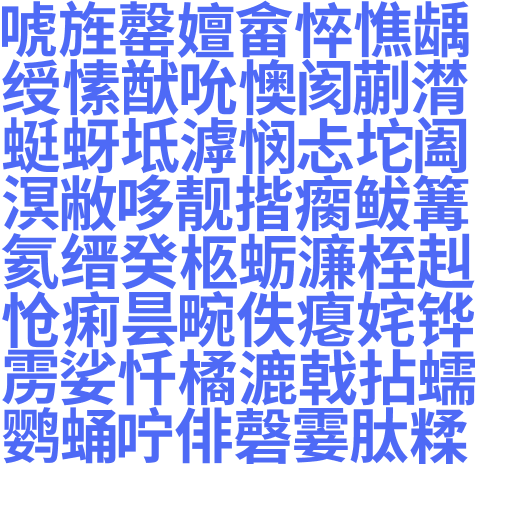 唬旌罄嬗畲悴憔龋
绶愫猷吮懊阂蒯潸
蜓蚜坻滹悯忐坨阖
溟敝哆靓揩瘸鲅篝
氦缙癸柩蛎濂桎赳
怆痢昙畹佚瘪姹铧
雳娑忏橘漉戟拈蠕
鹦蛹咛俳磬霎肽糅